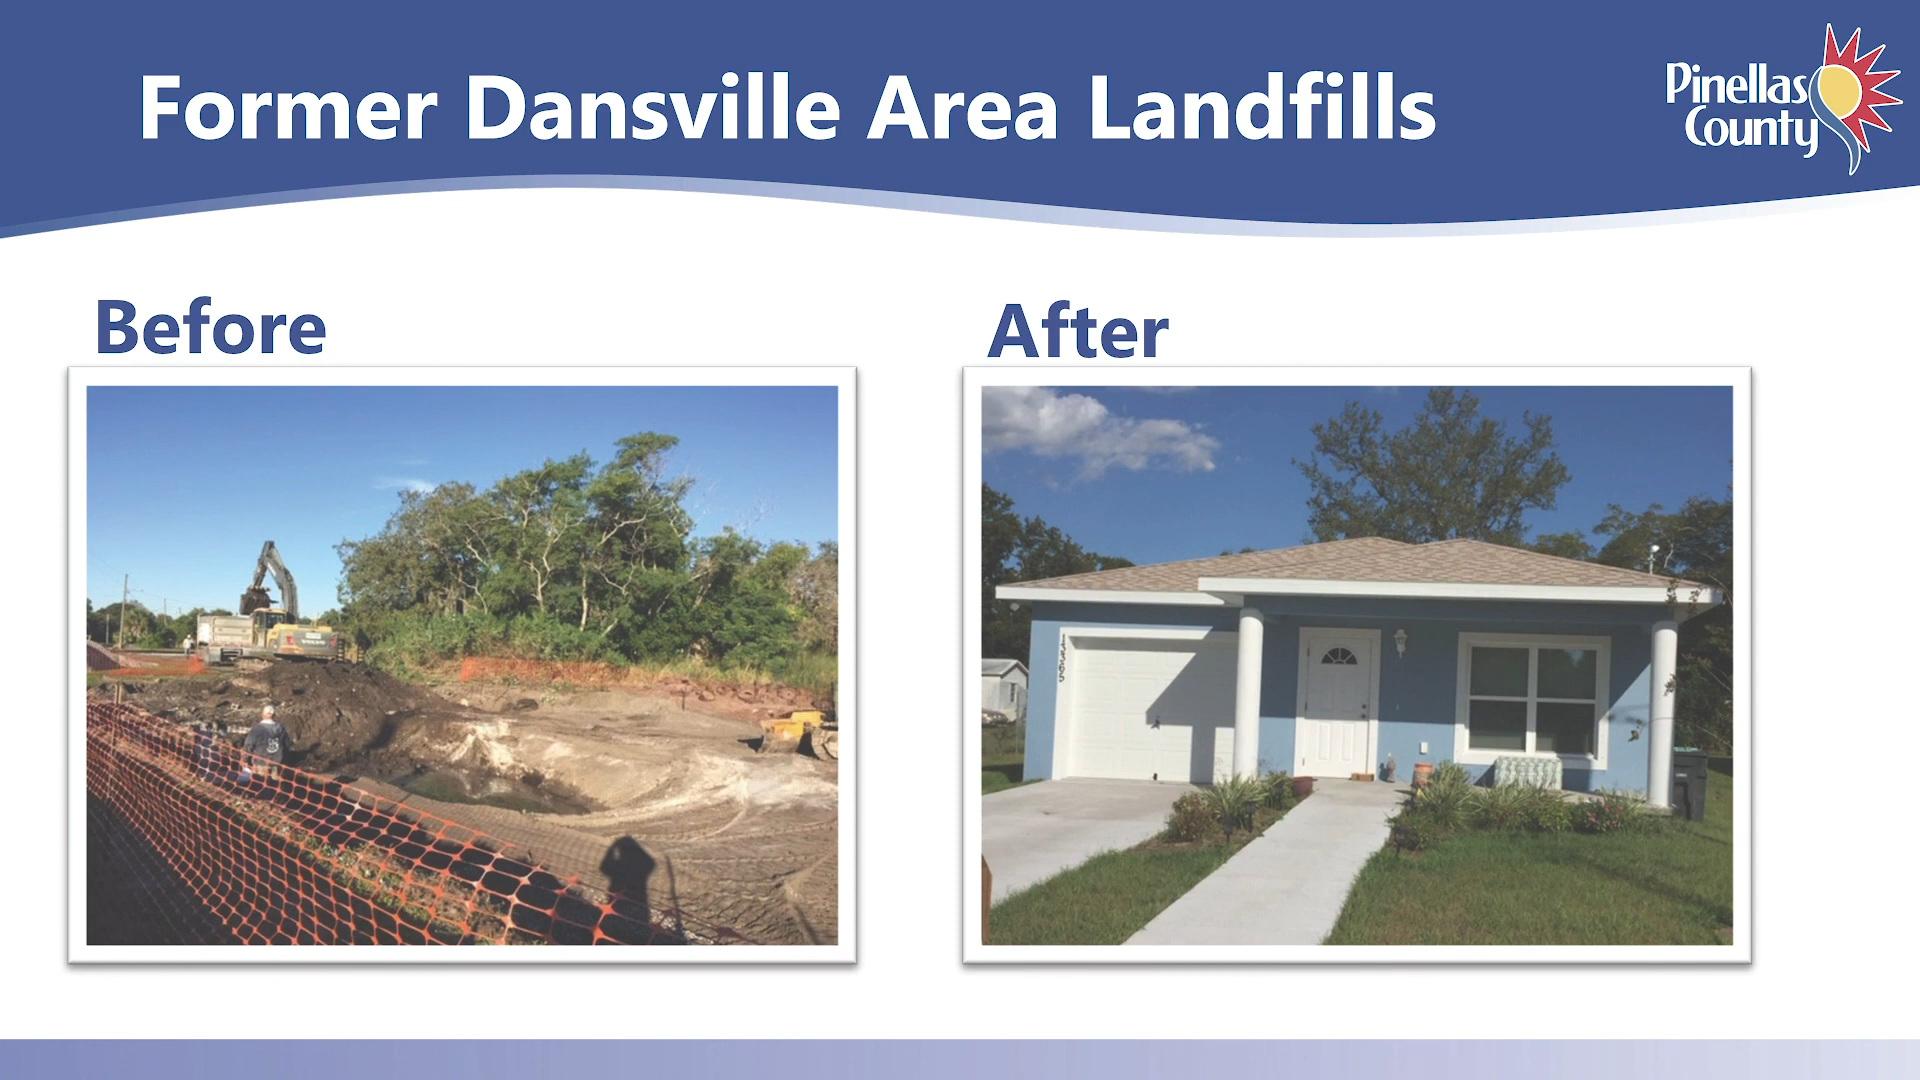 Former Dansville Area Landfills
Pinellas
County
Before
After